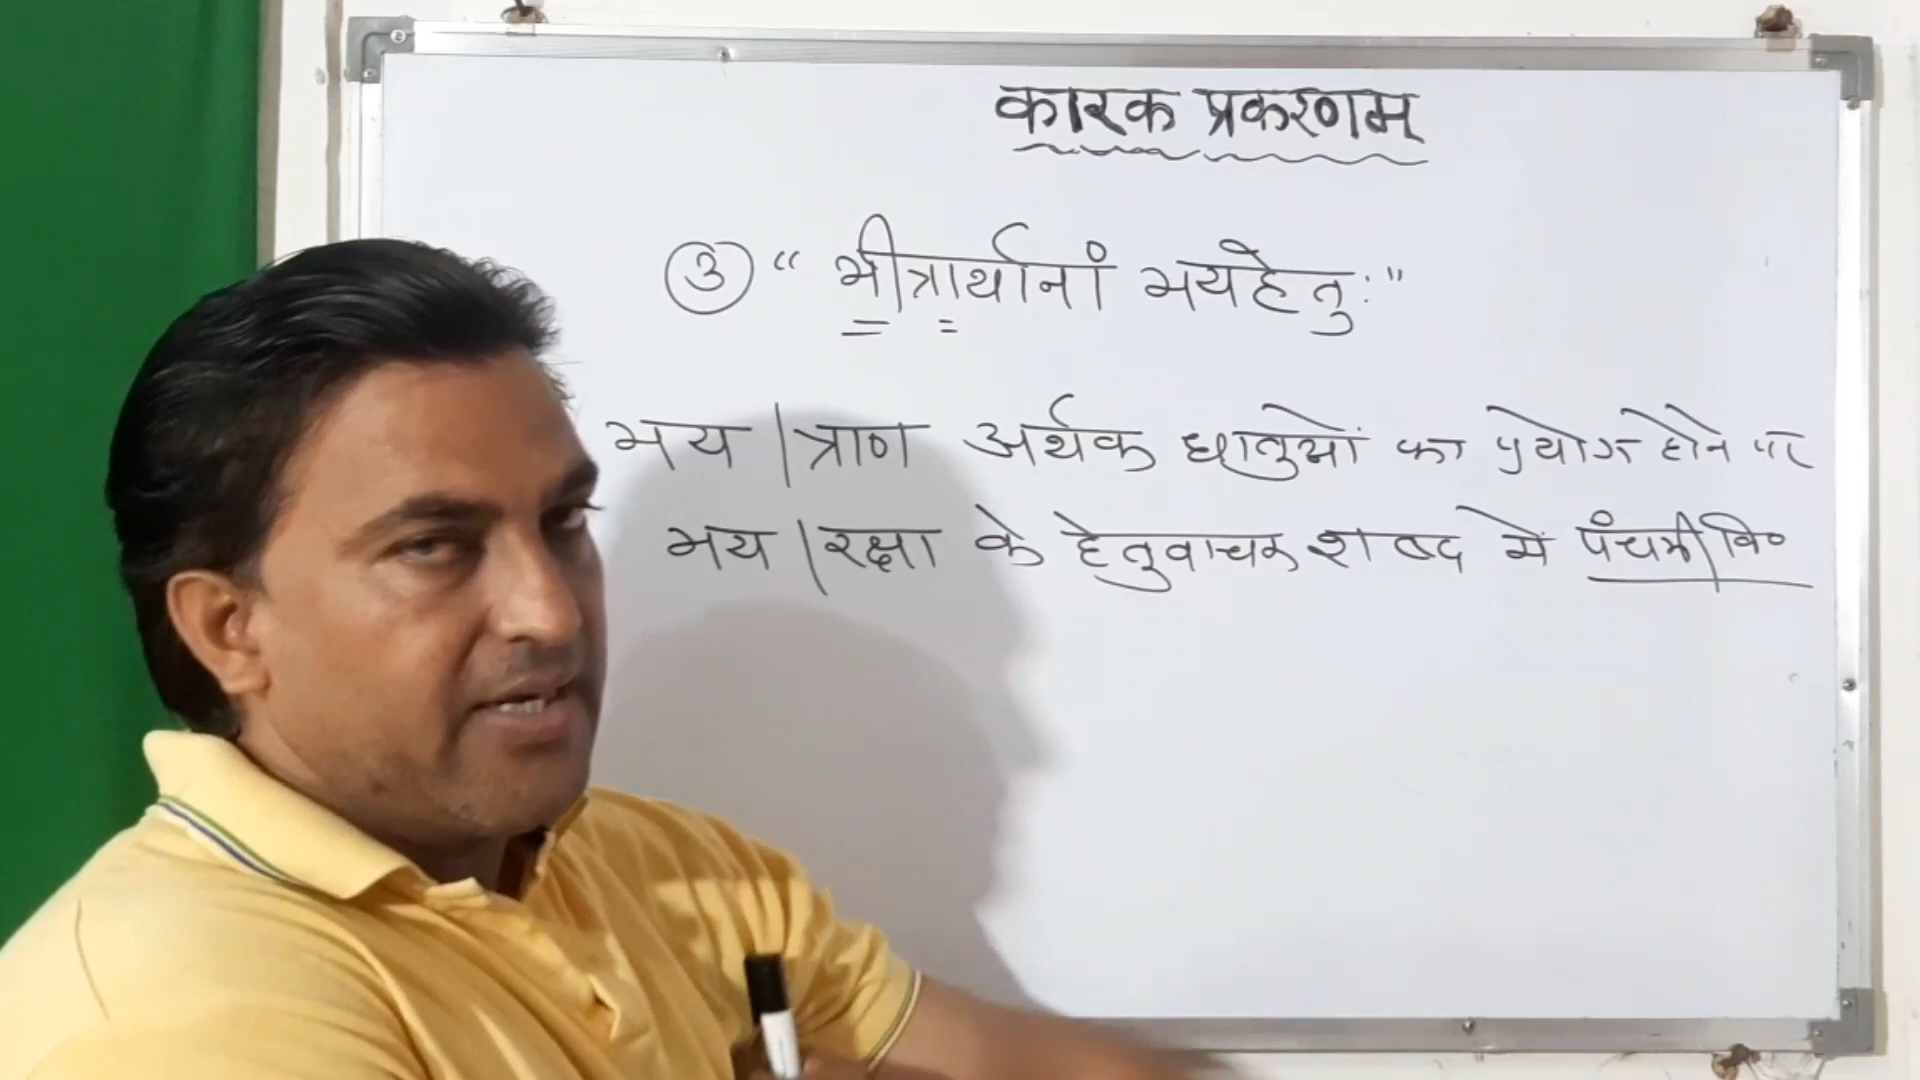 कारक प्रकरणम्
③ “ भीत्रार्थानां भयहेतुः”
भय | त्राण अर्थक धातुओं का प्रयोग होने पर
भय | रक्षा के हेतुवाचक शब्द में पंचमी वि०